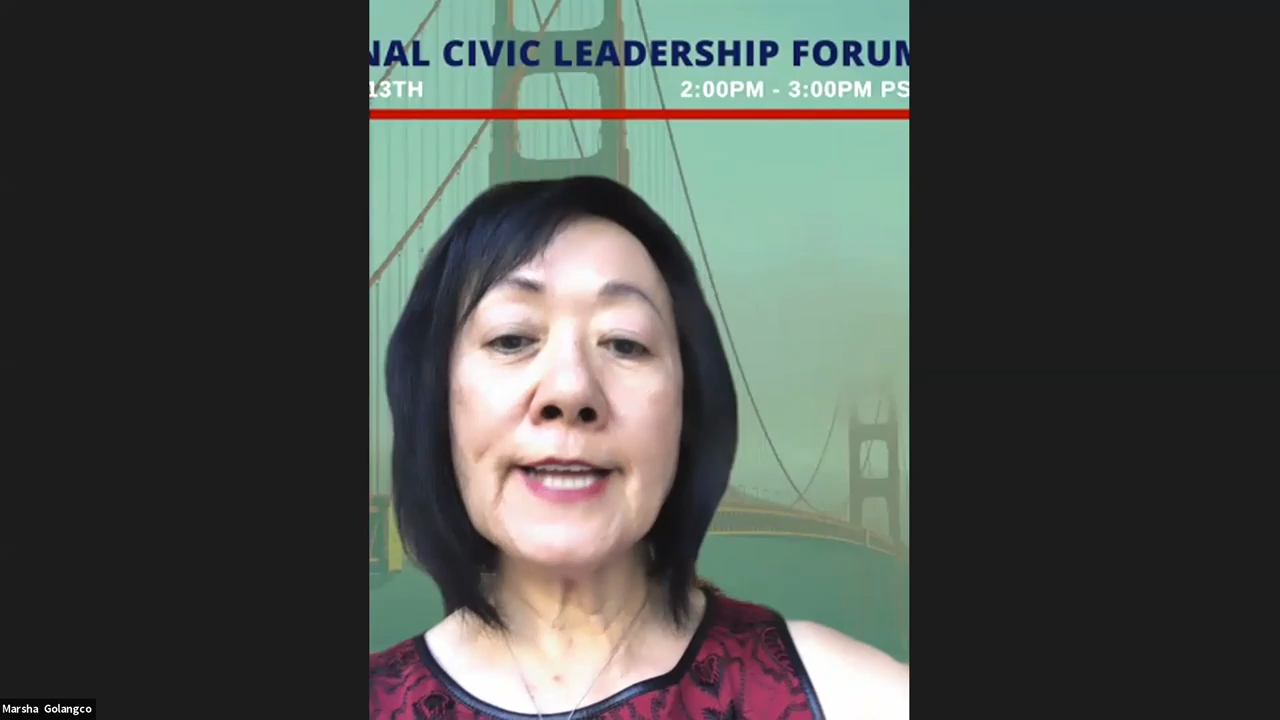 NAL CIVIC LEADERSHIP FORUM
13TH
2:00PM - 3:00PM PS
Marsha Golangco